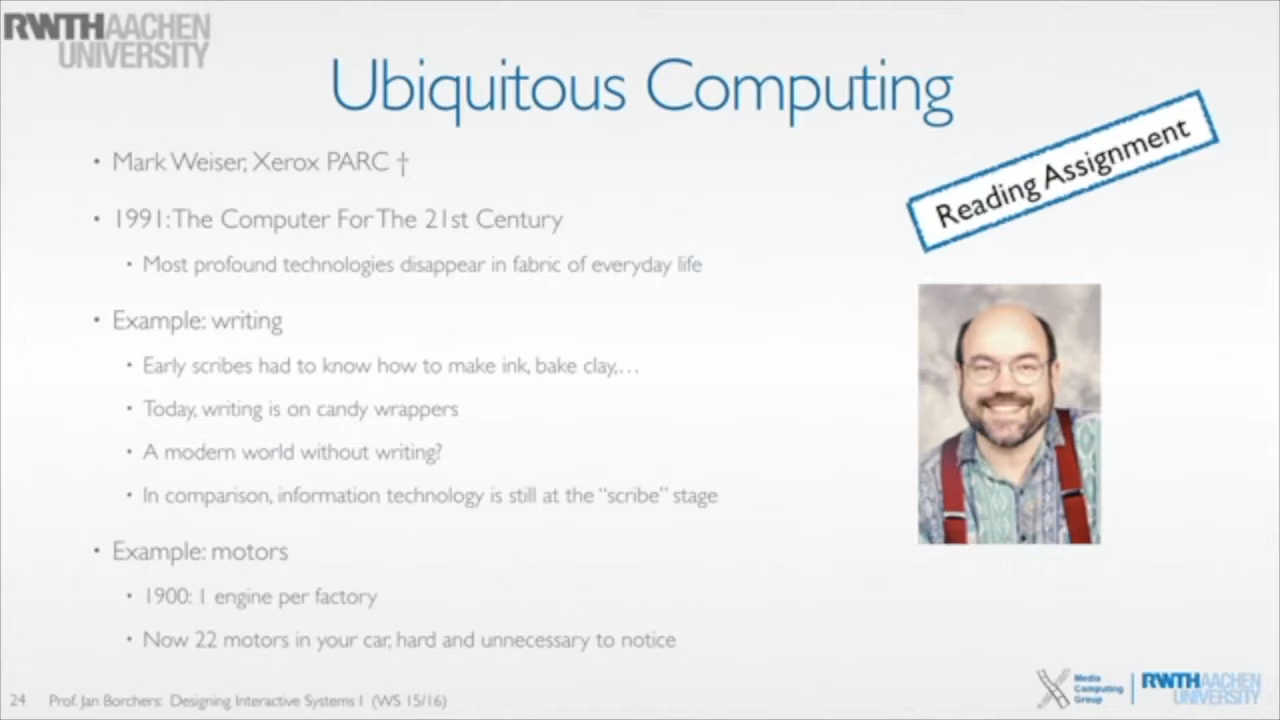 RWTHAACHEN
UNIVERSITY
Ubiquitous Computing
Reading Assignment
• Mark Weiser, Xerox PARC †
• 1991: The Computer For The 21st Century
• Most profound technologies disappear in fabric of everyday life
• Example: writing
• Early scribes had to know how to make ink, bake clay,…
• Today, writing is on candy wrappers
• A modern world without writing?
• In comparison, information technology is still at the “scribe” stage
• Example: motors
• 1900: 1 engine per factory
• Now 22 motors in your car, hard and unnecessary to notice
24 Prof. Jan Borchers: Designing Interactive Systems I (WS 15/16)
Media
Computing
Group
RWTHAACHEN
UNIVERSITY